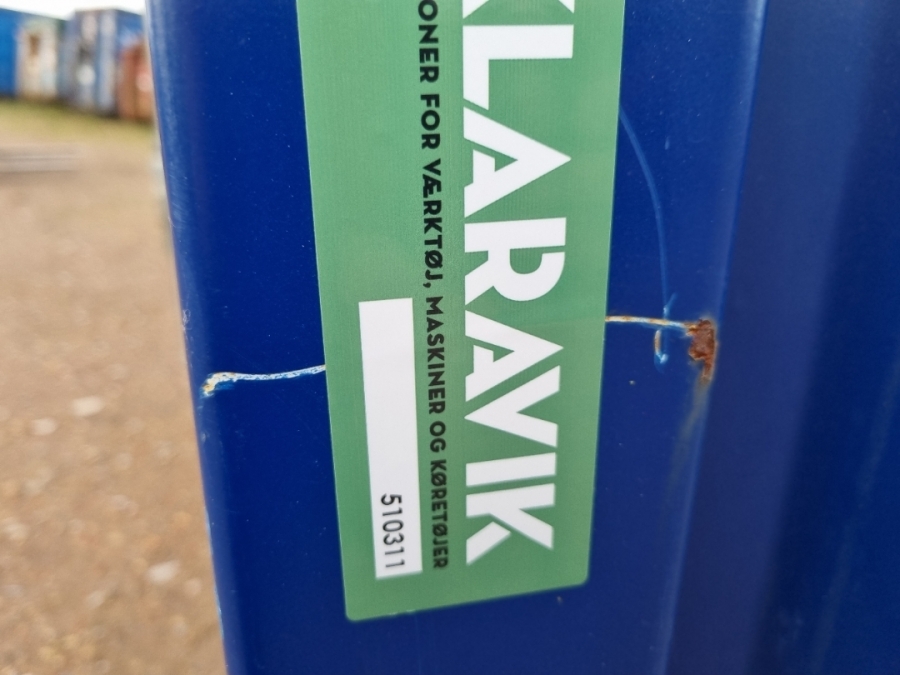 KLARAVIK
ONER FOR VÆRKTØJ, MASKINER OG KØRETØJER
510311